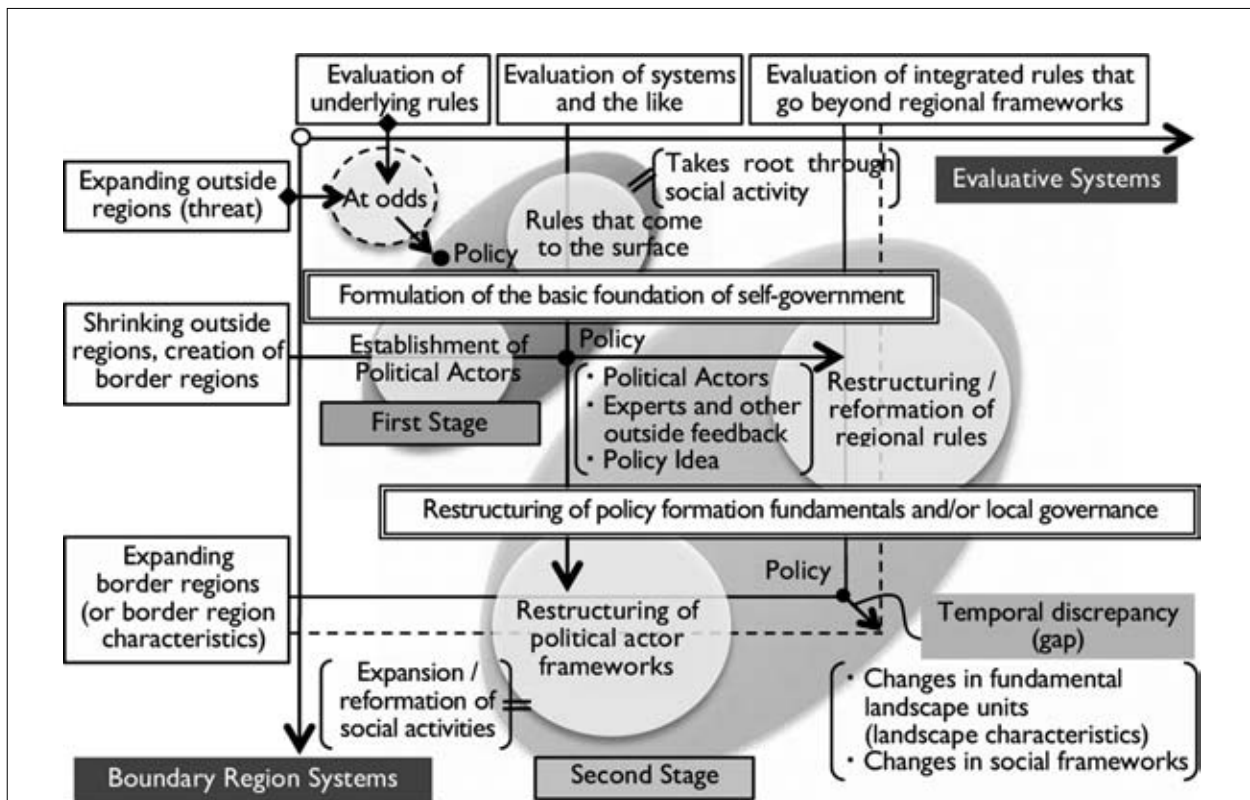 Evaluation of
underlying rules
Evaluation of systems
and the like
Evaluation of integrated rules that
go beyond regional frameworks
Evaluative Systems
Expanding outside
regions (threat)
At odds
Policy
Takes root through
social activity
Rules that come
to the surface
Formulation of the basic foundation of self-government
Shrinking outside
regions, creation of
border regions
Establishment of
Political Actors
First Stage
Policy
・Political Actors
・Experts and other
outside feedback
・Policy Idea
Restructuring /
reformation of
regional rules
Restructuring of policy formation fundamentals and/or local governance
Expanding
border regions
(or border region
characteristics)
Policy
Restructuring of
political actor
frameworks
Temporal discrepancy
(gap)
Expansion /
reformation of
social activities
・Changes in fundamental
landscape units
(landscape characteristics)
・Changes in social frameworks
Boundary Region Systems
Second Stage